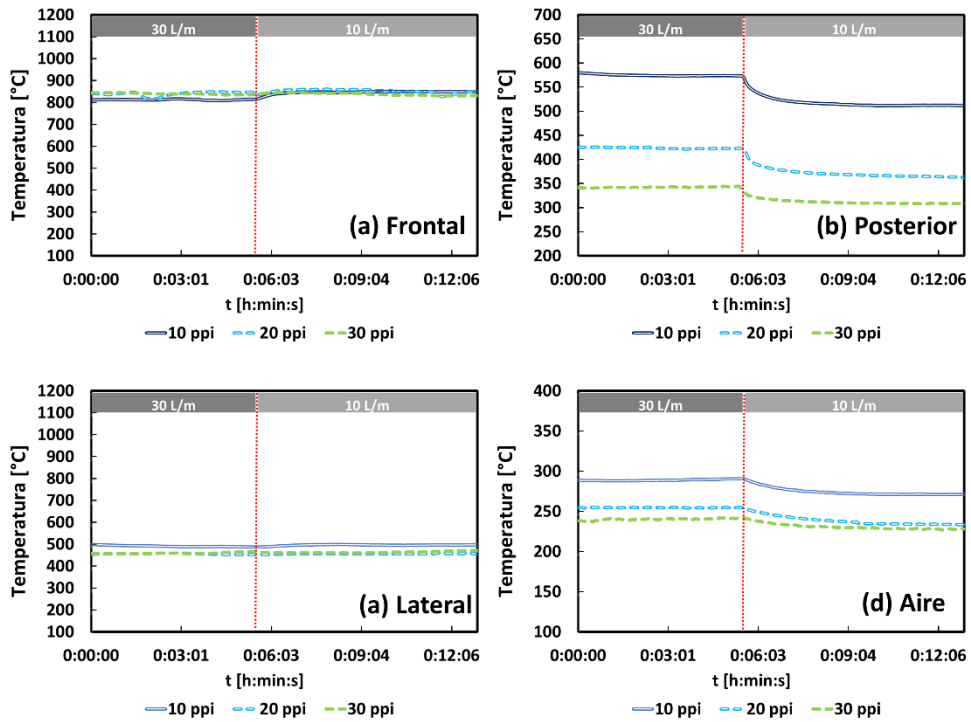 30 L/m 10 L/m
1200
1100
1000
900
800
700
600
500
400
300
200
100
Temperatura [°C]
(a) Frontal
0:00:00 0:03:01 0:06:03 0:09:04 0:12:06
t [h:min:s]
10 ppi 20 ppi 30 ppi
30 L/m 10 L/m
700
650
600
550
500
450
400
350
300
250
200
Temperatura [°C]
(b) Posterior
0:00:00 0:03:01 0:06:03 0:09:04 0:12:06
t [h:min:s]
10 ppi 20 ppi 30 ppi
30 L/m 10 L/m
1200
1100
1000
900
800
700
600
500
400
300
200
100
Temperatura [°C]
(a) Lateral
0:00:00 0:03:01 0:06:03 0:09:04 0:12:06
t [h:min:s]
10 ppi 20 ppi 30 ppi
30 L/m 10 L/m
400
350
300
250
200
150
100
Temperatura [°C]
(d) Aire
0:00:00 0:03:01 0:06:03 0:09:04 0:12:06
t [h:min:s]
10 ppi 20 ppi 30 ppi